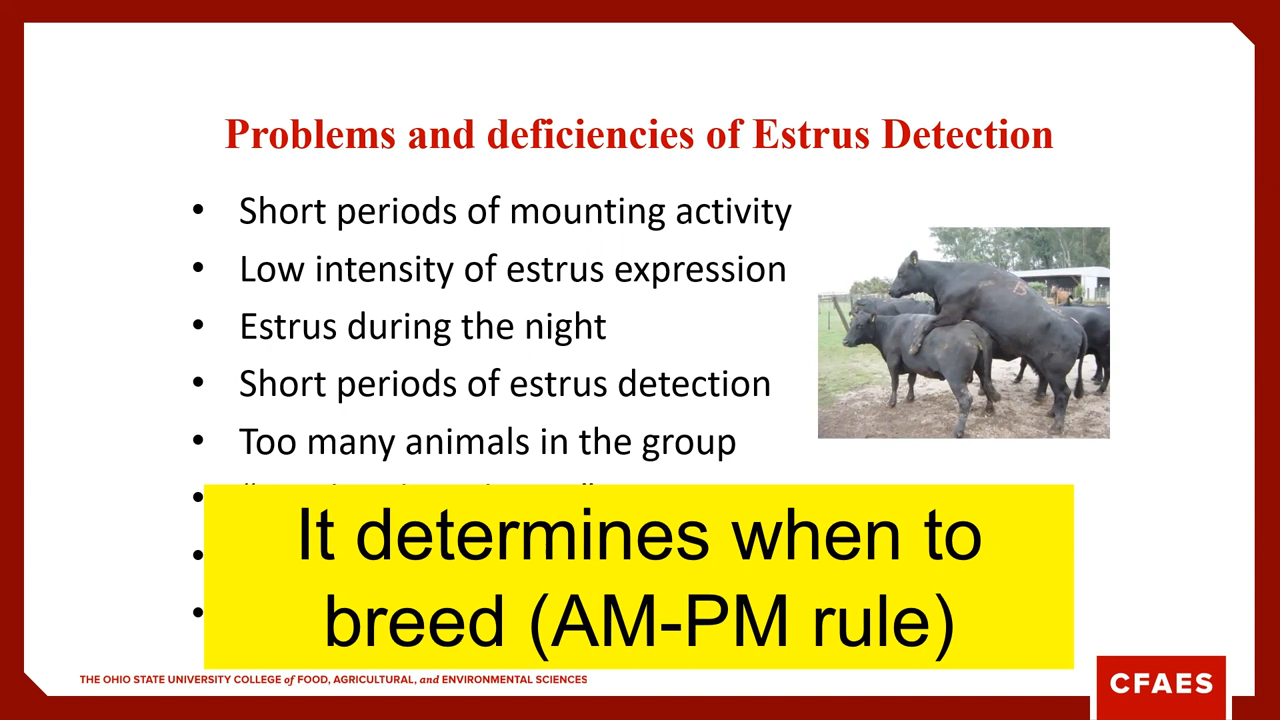 Problems and deficiencies of Estrus Detection
• Short periods of mounting activity
• Low intensity of estrus expression
• Estrus during the night
• Short periods of estrus detection
• Too many animals in the group
It determines when to
breed (AM-PM rule)
THE OHIO STATE UNIVERSITY COLLEGE of FOOD, AGRICULTURAL, and ENVIRONMENTAL SCIENCES
CFAES